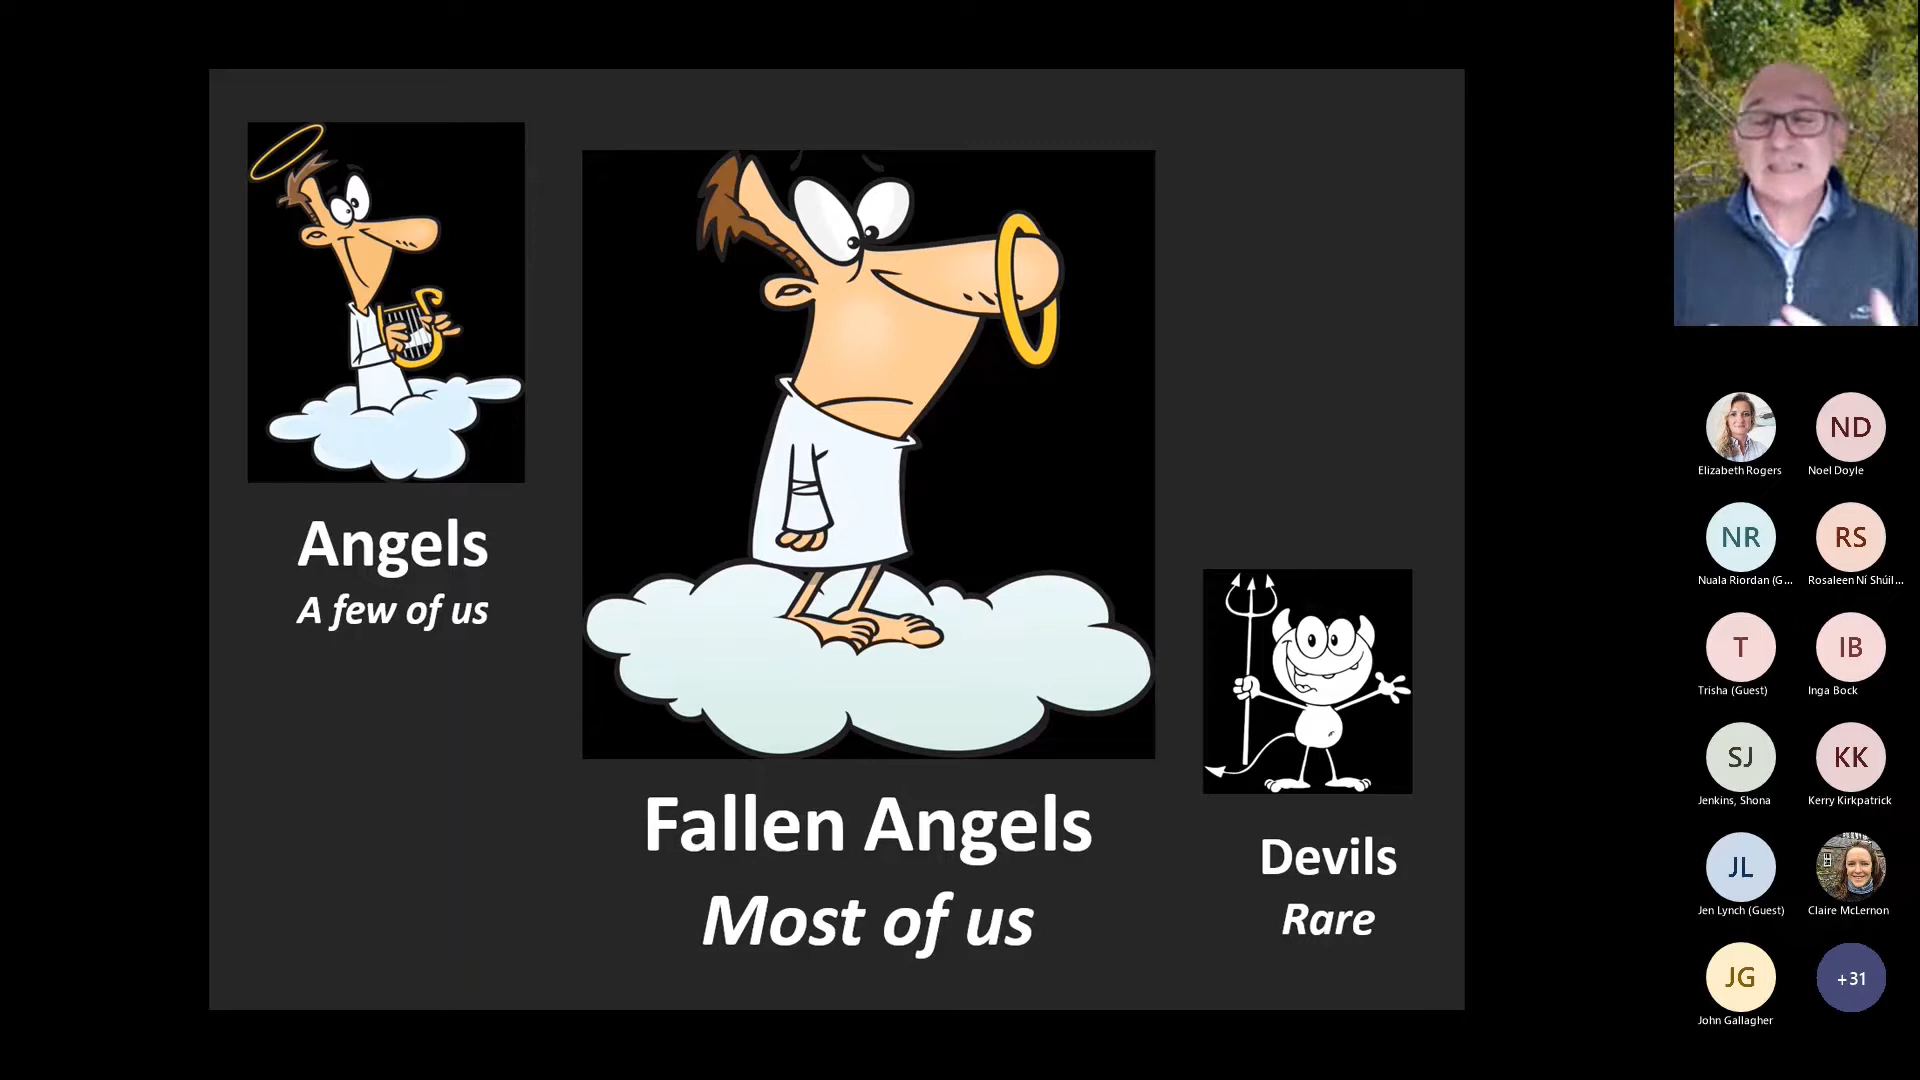 Angels
A few of us
Fallen Angels
Most of us
Devils
Rare
Elizabeth Rogers
ND
Noel Doyle
NR
Nuala Riordan (G...
RS
Rosaleen Ní Shúil...
T
Trisha (Guest)
IB
Inga Bock
SJ
Jenkins, Shona
KK
Kerry Kirkpatrick
JL
Jen Lynch (Guest)
Claire McLernon
JG
John Gallagher
+31